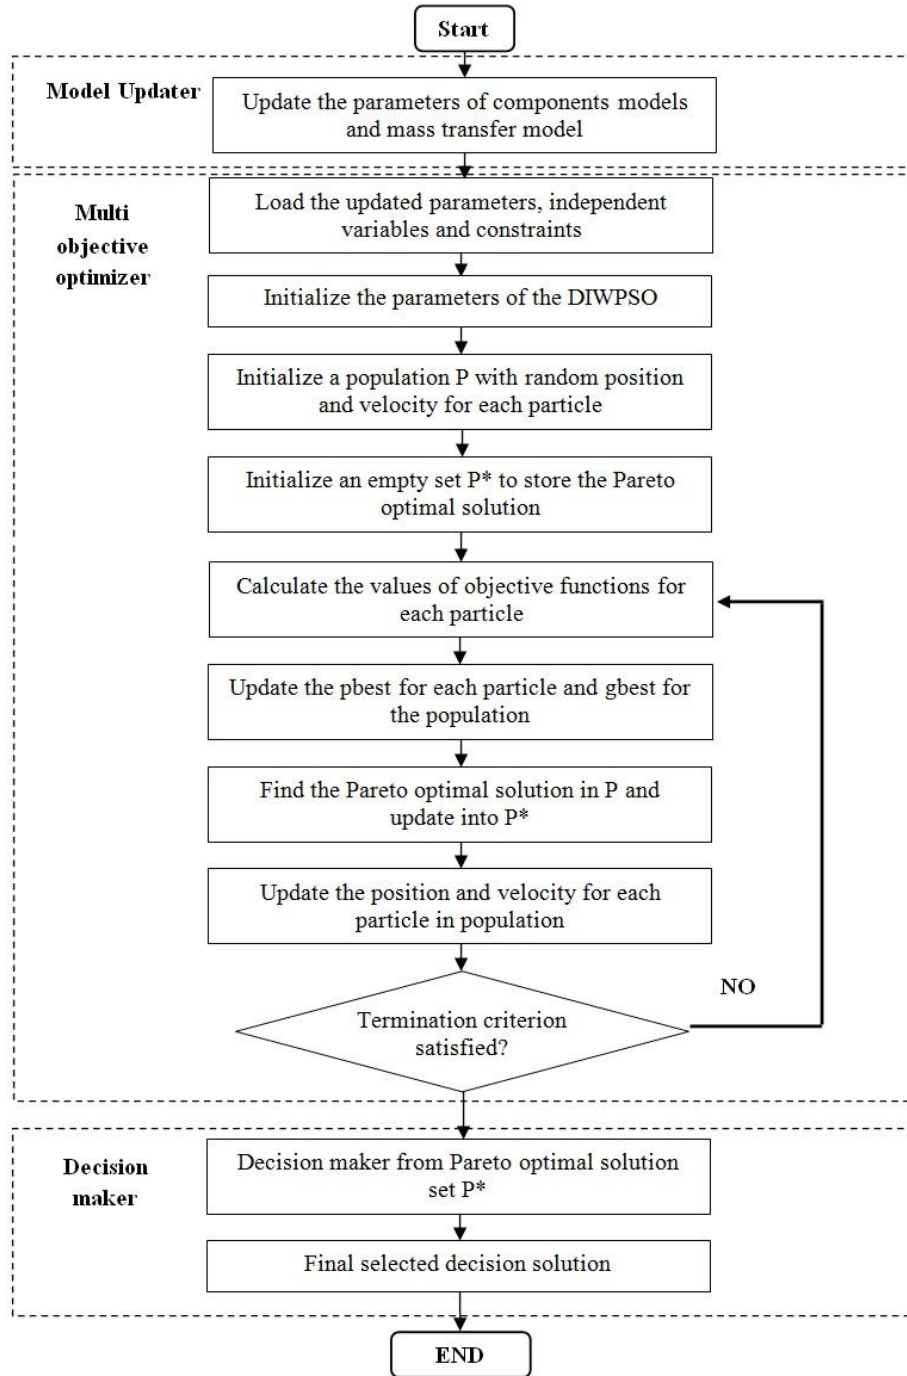 Start
Model Updater
Update the parameters of components models
and mass transfer model
Multi
objective
optimizer
Load the updated parameters, independent
variables and constraints
Initialize the parameters of the DIWPSO
Initialize a population P with random position
and velocity for each particle
Initialize an empty set P* to store the Pareto
optimal solution
Calculate the values of objective functions for
each particle
Update the pbest for each particle and gbest for
the population
Find the Pareto optimal solution in P and
update into P*
Update the position and velocity for each
particle in population
NO
Termination criterion
satisfied?
Decision
maker
Decision maker from Pareto optimal solution
set P*
Final selected decision solution
END